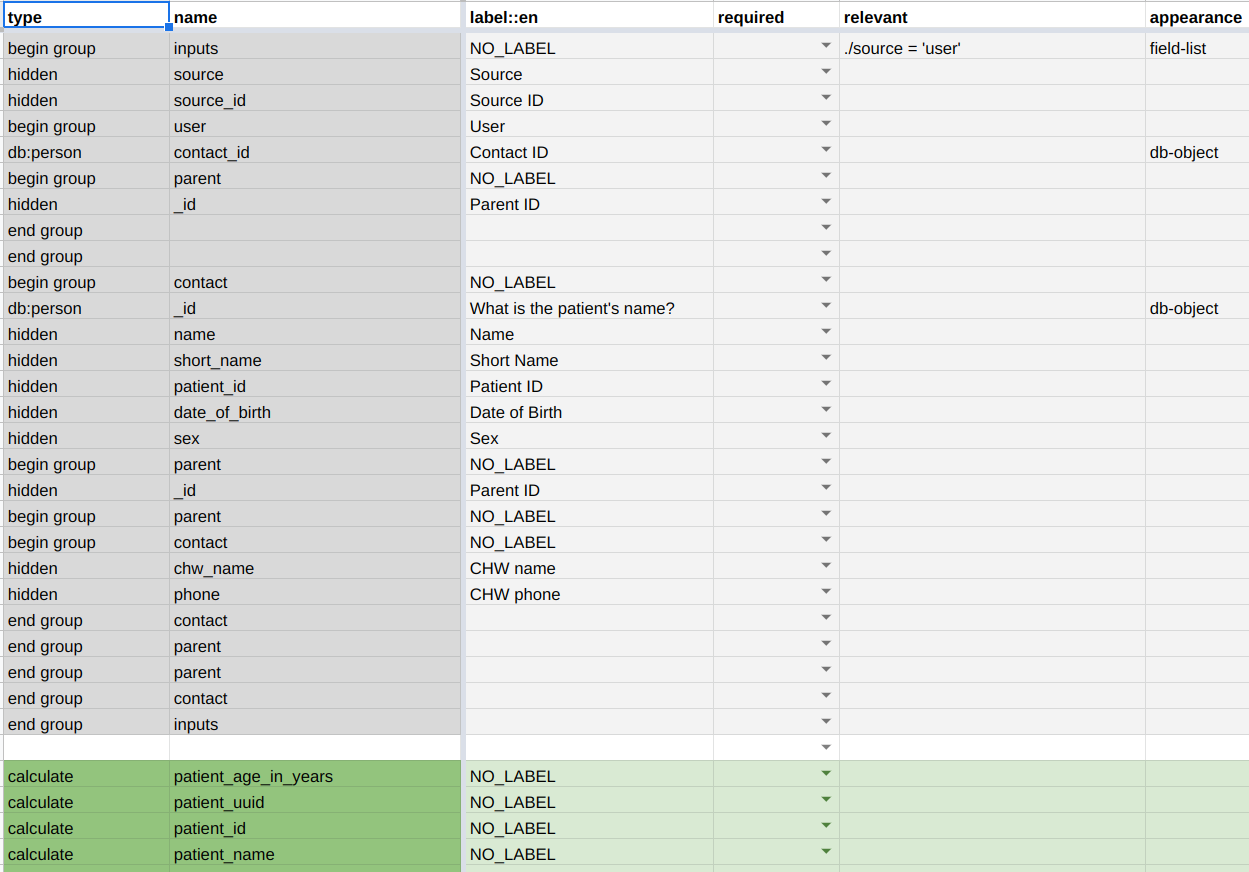 type name label::en required relevant appearance
begin group inputs NO_LABEL ./source = 'user' field-list
hidden source Source
hidden source_id Source ID
begin group user User
db:person contact_id Contact ID db-object
begin group parent NO_LABEL
hidden _id Parent ID
end group
end group
begin group contact NO_LABEL
db:person _id What is the patient's name? db-object
hidden name Name
hidden short_name Short Name
hidden patient_id Patient ID
hidden date_of_birth Date of Birth
hidden sex Sex
begin group parent NO_LABEL
hidden _id Parent ID
begin group parent NO_LABEL
begin group contact NO_LABEL
hidden chw_name CHW name
hidden phone CHW phone
end group contact
end group parent
end group parent
end group contact
end group inputs
calculate patient_age_in_years NO_LABEL
calculate patient_uuid NO_LABEL
calculate patient_id NO_LABEL
calculate patient_name NO_LABEL